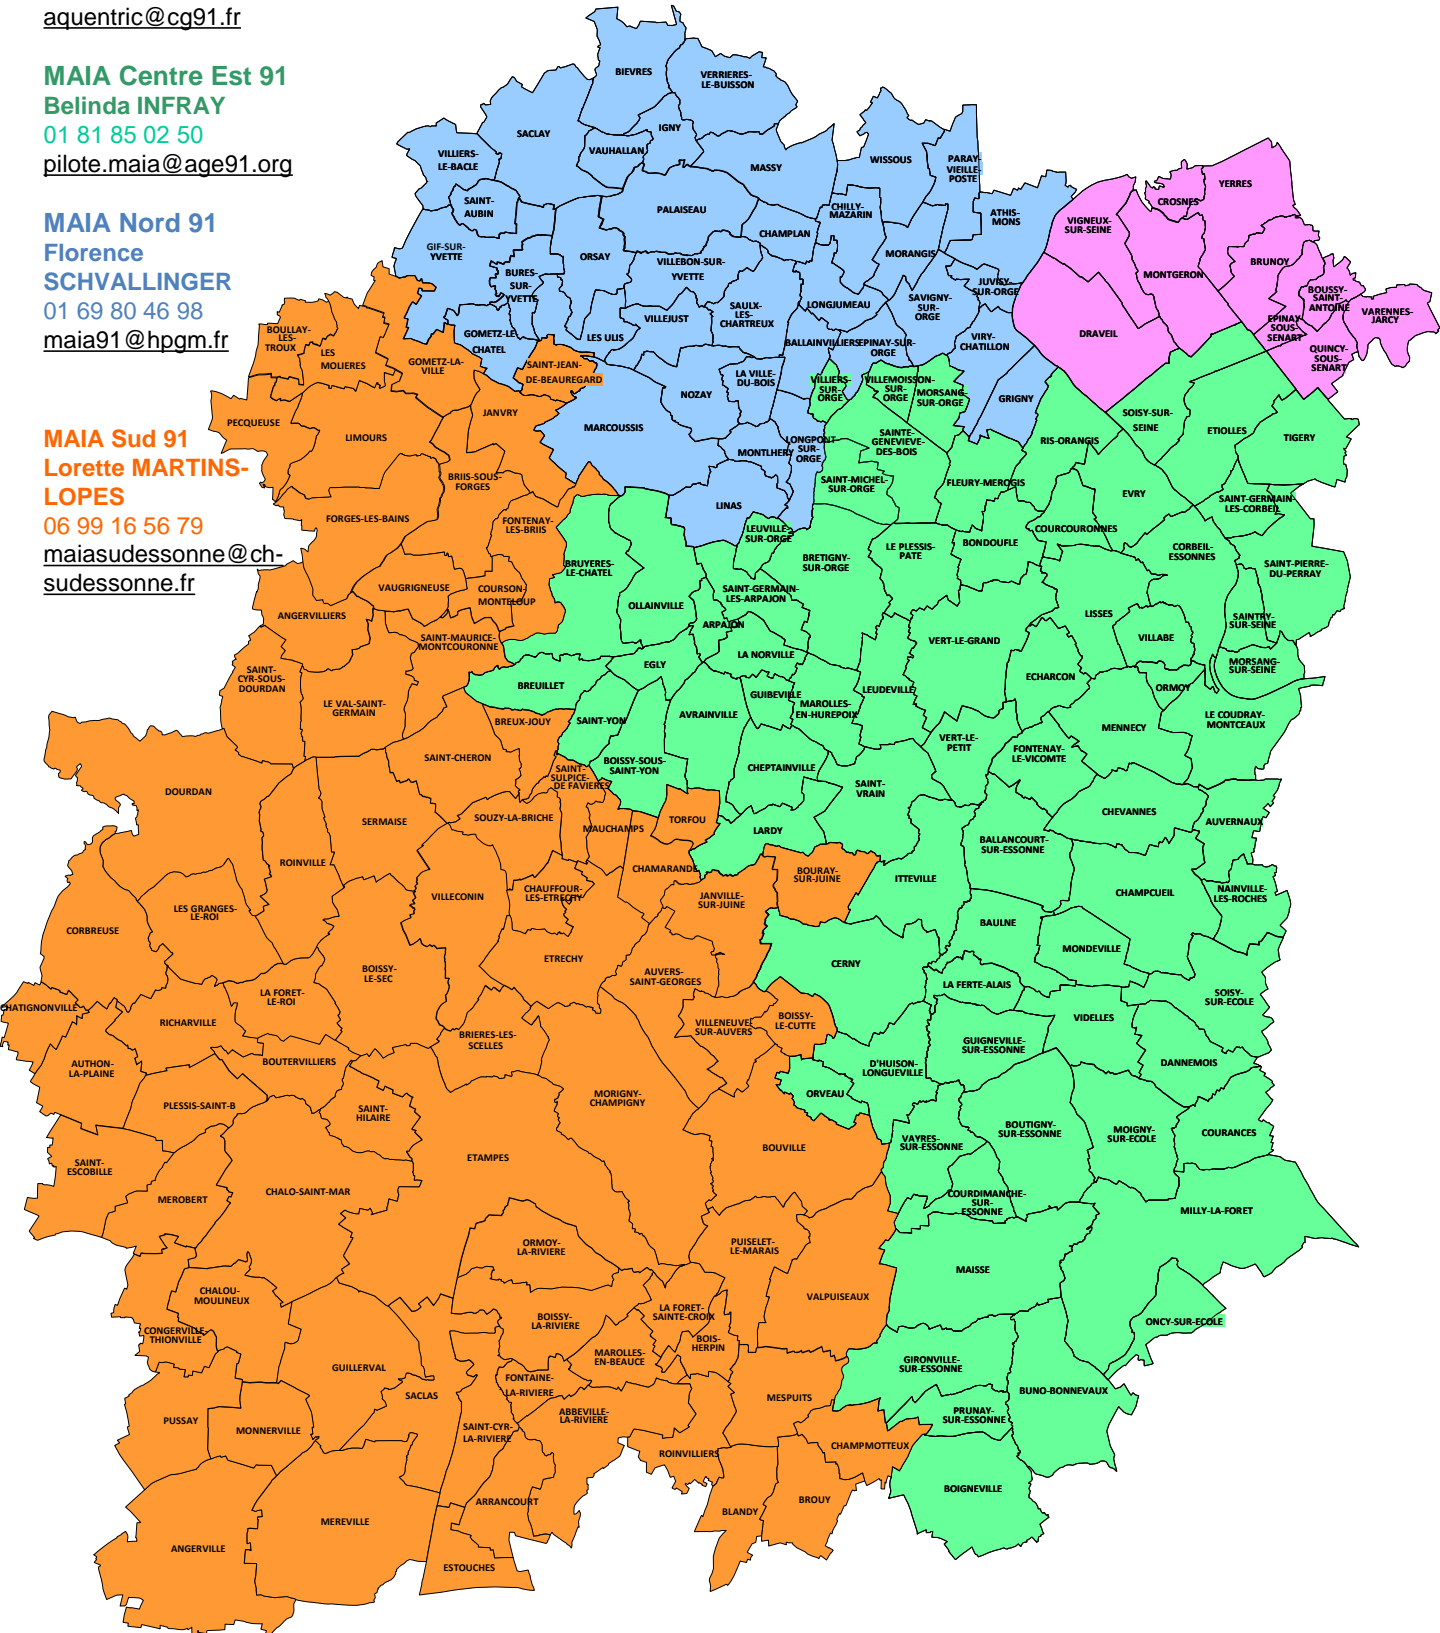 aquentric@cg91.fr
MAIA Centre Est 91
Belinda INFRAY
01 81 85 02 50
pilote.maia@age91.org
MAIA Nord 91
Florence
SCHVALLINGER
01 69 80 46 98
maia91@hpgm.fr
MAIA Sud 91
Lorette MARTINS-
LOPES
06 99 16 56 79
maiasudessonne@ch-
sudessonne.fr
BIEVRES
VERRIERES-
LE-BUISSON
SACLAY
IGNY
VAUHALLAN
VILLIERS-
LE-BACLE
MASSY
WISSOUS
PARAY-
VIEILLE-
POSTE
SAINT-
AUBIN
PALAISEAU
CHILLY-
MAZARIN
ATHIS-
MONS
CHAMPLAN
GIF-SUR-
YVETTE
ORSAY
VILLEBON-SUR-
YVETTE
MORANGIS
BURES-
SUR-
YVETTE
JUVISY-
SUR-ORGE
SAULX-
LES-
CHARTREUX
LONGJUMEAU
SAVIGNY-
SUR-
ORGE
VILLEJUST
LES ULIS
GOMETZ-LE-
CHATEL
BALLAINVILLIERS
EPINAY-SUR-
ORGE
VIRY-
CHATILLON
GRIGNY
LA VILLE-
DU-BOIS
NOZAY
MARCOUSSIS
MONTLHERY
LONGPONT-
SUR-
ORGE
LINAS
YERRES
CROSNES
VIGNEUX-
SUR-SEINE
MONTGERON
BRUNOY
BOUSSY-
SAINT-
ANTOINE
VARENNES-
JARCY
EPINAY
SOUS-
SENART
DRAVEIL
QUINCY-
SOUS-
SENART
BOULLAY-
LES-
TROUX
LES
MOLIERES
GOMETZ-LA-
VILLE
SAINT-JEAN-
DE-BEAUREGARD
PECQUEUSE
LIMOURS
JANVRY
BRIIS-SOUS-
FORGES
FORGES-LES-BAINS
FONTENAY-
LES-BRIIS
VAUGRIGNEUSE
COURSON-
MONTELOUP
ANGERVILLIERS
SAINT-MAURICE-
MONTCOURONNE
SAINT-
CYR-SOUS-
DOURDAN
LE VAL-SAINT-
GERMAIN
BREUX-JOUY
SAINT-CHERON
SAINT-
SULPICE-
DE FAVIERES
DOURDAN
SERMAISE
SOUZY-LA-BRICHE
MAUCHAMPS
TORFOU
ROINVILLE
CHAMARANDE
BOURAY-
SUR-JUINE
VILLECONIN
CHAUFFOUR-
LES-ETRECHY
JANVILLE-
SUR-JUINE
LES GRANGES-
LE-ROI
CORBREUSE
ETRECHY
BOISSY-
LE-SEC
AUVERS-
SAINT-GEORGES
LA FORET-
LE-ROI
CHATIGNONVILLE
RICHARVILLE
BRIERES-LES-
SCELLES
VILLENEUVE
SUR-AUVERS
BOISSY-
LE-CUTTE
AUTHON-
LA-PLAINE
BOUTERVILLIERS
PLESSIS-SAINT-B
SAINT-
HILAIRE
MORIGNY-
CHAMPIGNY
BOUVILLE
ETAMPES
SAINT-
ESCOBILLE
MEROBERT
CHALO-SAINT-MAR
ORMOY-
LA-RIVIERE
PUISELET-
LE-MARAIS
VALPUISEAUX
CHALOU-
MOULINEUX
BOISSY-
LA-RIVIERE
LA FORET-
SAINTE-CROIX
CONGERVILLE-
THIONVILLE
BOIS-
HERPIN
MAROLLES-
EN-BEAUCE
GUILLERVAL
FONTAINE-
LA-RIVIERE
SACLAS
MESPUITS
ABBEVILLE-
LA-RIVIERE
PUSSAY
MONNERVILLE
SAINT-CYR-
LA-RIVIERE
ROINVILLIERS
CHAMPMOTTEUX
ARRANCOURT
BLANDY
BROUY
MEREVILLE
ANGERVILLE
ESTOUCHES
VILLIERS-
SUR-
ORGE
VILLEMOISSON-
SUR-
ORGE
MORSANG-
SUR-ORGE
SOISY-SUR-
SEINE
ETIOLLES
TIGERY
SAINTE-
GENEVIEVE-
DES-BOIS
RIS-ORANGIS
SAINT-MICHEL-
SUR-ORGE
FLEURY-MEROGIS
EVRY
SAINT-GERMAIN-
LES-CORBEIL
LEUVILLE-
SUR-ORGE
COURCOURONNES
BONDOUFLE
LE PLESSIS-
PATE
BRETIGNY-
SUR-ORGE
CORBEIL-
ESSONNES
SAINT-PIERRE-
DU-PERRAY
BRUYERES-
LE-CHATEL
OLLAINVILLE
SAINT-GERMAIN-
LES-ARPAJON
ARPAJON
LISSES
SAINTRY-
SUR-SEINE
VILLABE
VERT-LE-GRAND
LA NORVILLE
EGLY
BREUILLET
MORSANG-
SUR-SEINE
ECHARCON
ORMOY
GUIBEVILLE
MAROLLES-
EN-HUREPOIX
LEUDEVILLE
SAINT-YON
AVRAINVILLE
LE COUDRAY-
MONTCEAUX
MENNECY
VERT-LE-
PETIT
FONTENAY-
LE-VICOMTE
BOISSY-SOUS-
SAINT-YON
CHEPTAINVILLE
SAINT-
VRAIN
CHEVANNES
AUVERNAUX
LARDY
BALLANCOURT-
SUR-ESSONNE
ITTEVILLE
CHAMPCUEIL
NAINVILLE-
LES-ROCHES
BAULNE
MONDEVILLE
CERNY
LA FERTE-ALAIS
SOISY-
SUR-ECOLE
VIDELLES
GUIGNEVILLE-
SUR-ESSONNE
DANNEMOIS
D'HUISON-
LONGUEVILLE
ORVEAU
VAYRES-
SUR-ESSONNE
BOUTIGNY-
SUR-ESSONNE
MOIGNY-
SUR-ECOLE
COURANCES
COURDIMANCHE-
SUR-
ESSONNE
MILLY-LA-FORET
MAISSE
ONCY-SUR-ECOLE
GIRONVILLE-
SUR-ESSONNE
BUNO-BONNEVAUX
PRUNAY-
SUR-ESSONNE
BOIGNEVILLE